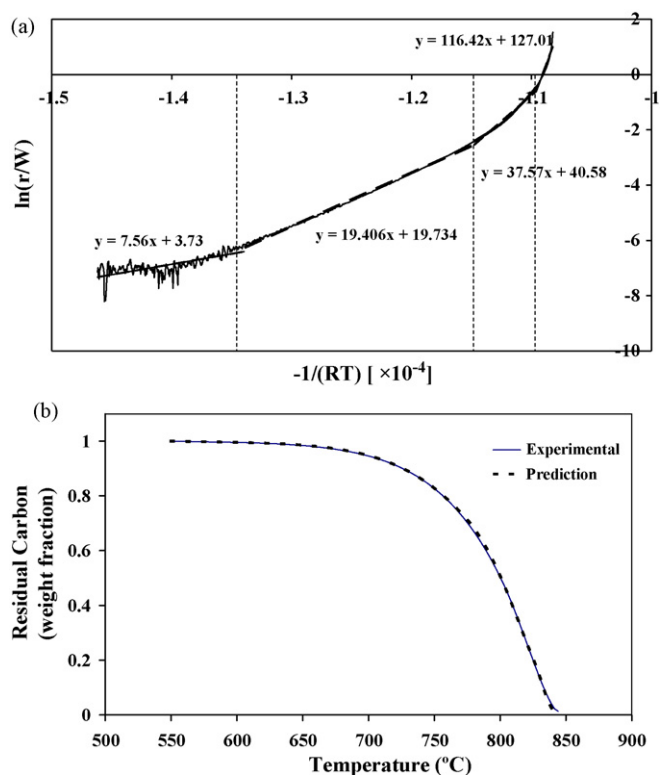 (a)
y = 116.42x + 127.01
0
-1.5 -1.4 -1.3 -1.2 -1.1 -1
-2
ln(r/W)
y = 37.57x + 40.58
-4
y = 7.56x + 3.73
y = 19.406x + 19.734
-6
-8
-10
-1/(RT) [ ×10⁻⁴]
(b)
1
Experimental
Prediction
0.8
0.6
Residual Carbon
(weight fraction)
0.4
0.2
0
500 550 600 650 700 750 800 850 900
Temperature (ºC)